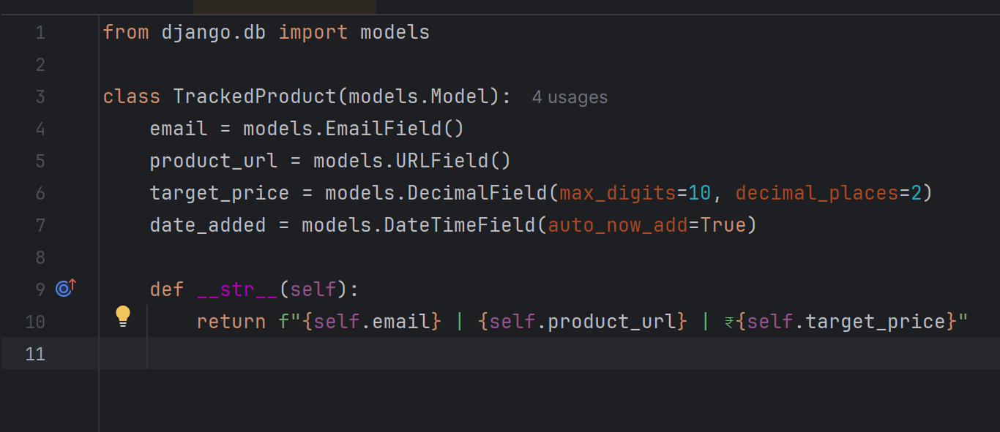 1 from django.db import models
2
3 class TrackedProduct(models.Model): 4 usages
4 email = models.EmailField()
5 product_url = models.URLField()
6 target_price = models.DecimalField(max_digits=10, decimal_places=2)
7 date_added = models.DateTimeField(auto_now_add=True)
8
9 def __str__(self):
10 return f"{self.email} | {self.product_url} | ₹{self.target_price}"
11